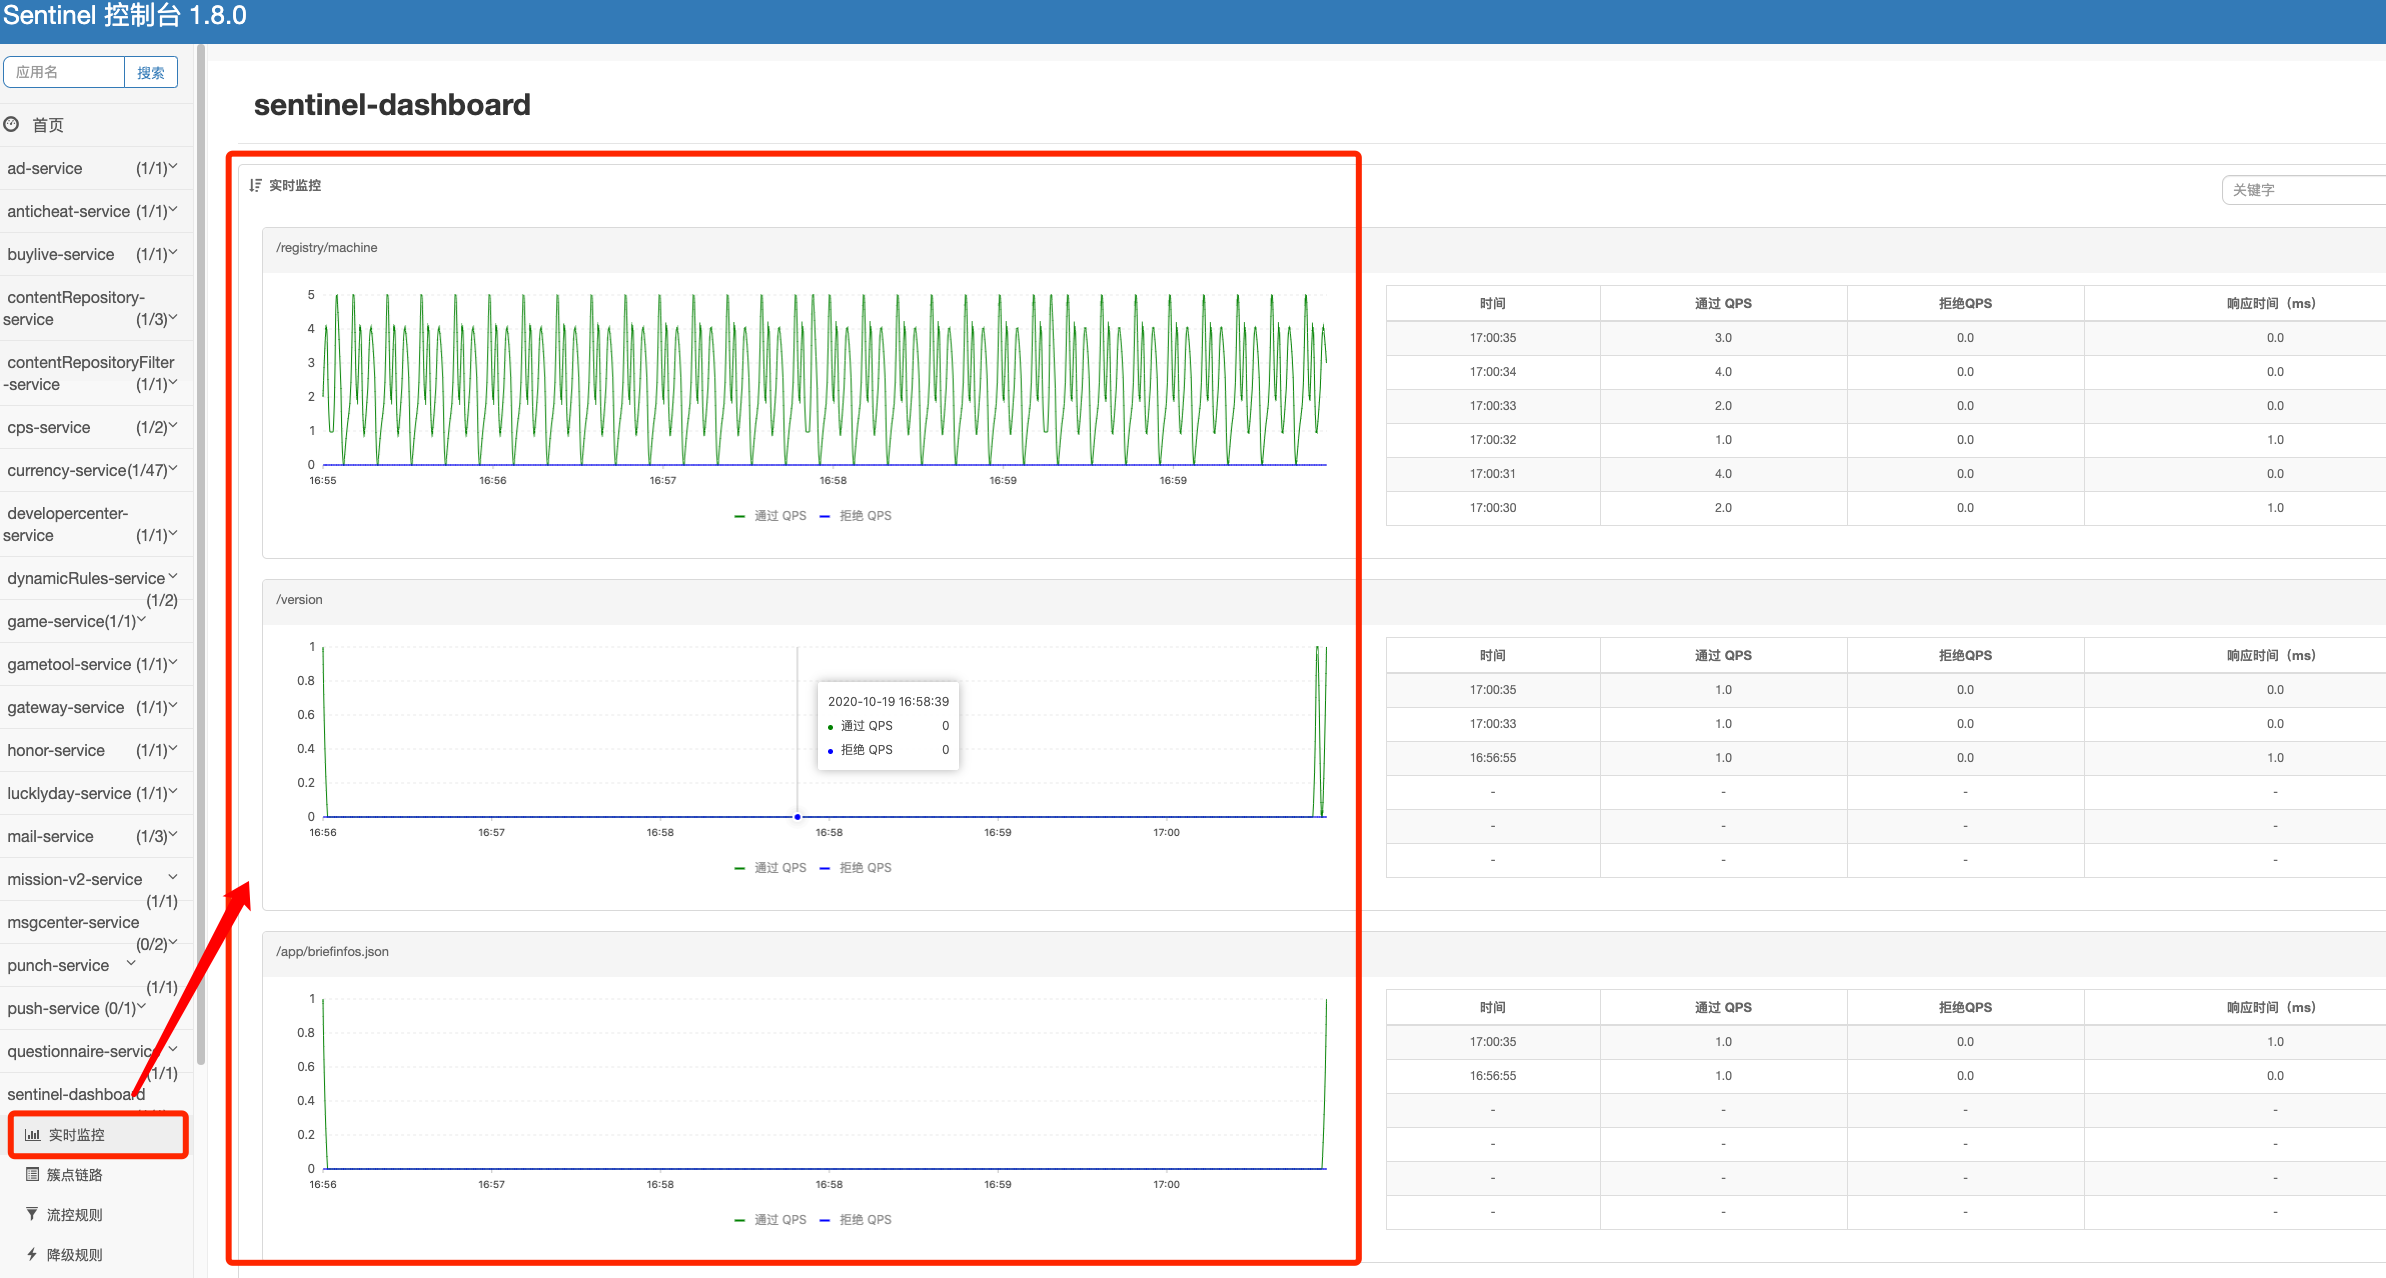 Sentinel 控制台 1.8.0
应用名 搜索
首页
ad-service (1/1)
anticheat-service (1/1)
buylive-service (1/1)
contentRepository-
service (1/3)
contentRepositoryFilter
-service (1/1)
cps-service (1/2)
currency-service(1/47)
developercenter-
service (1/1)
dynamicRules-service
(1/2)
game-service(1/1)
gametool-service (1/1)
gateway-service (1/1)
honor-service (1/1)
lucklyday-service (1/1)
mail-service (1/3)
mission-v2-service
(1/1)
msgcenter-service
(0/2)
punch-service
(1/1)
push-service (0/1)
questionnaire-service
(1/1)
sentinel-dashboard
实时监控
簇点链路
流控规则
降级规则
sentinel-dashboard
实时监控
关键字
/registry/machine
5
4
3
2
1
0
16:55 16:56 16:57 16:58 16:59 16:59
通过 QPS 拒绝 QPS
时间 通过 QPS 拒绝QPS 响应时间（ms）
17:00:35 3.0 0.0 0.0
17:00:34 4.0 0.0 0.0
17:00:33 2.0 0.0 0.0
17:00:32 1.0 0.0 1.0
17:00:31 4.0 0.0 0.0
17:00:30 2.0 0.0 1.0
/version
1
0.8
0.6
0.4
0.2
0
16:56 16:57 16:58 16:58 16:59 17:00
2020-10-19 16:58:39
通过 QPS 0
拒绝 QPS 0
通过 QPS 拒绝 QPS
时间 通过 QPS 拒绝QPS 响应时间（ms）
17:00:35 1.0 0.0 0.0
17:00:33 1.0 0.0 0.0
16:56:55 1.0 0.0 1.0
- - - -
- - - -
- - - -
/app/briefinfos.json
1
0.8
0.6
0.4
0.2
0
16:56 16:57 16:58 16:58 16:59 17:00
通过 QPS 拒绝 QPS
时间 通过 QPS 拒绝QPS 响应时间（ms）
17:00:35 1.0 0.0 1.0
16:56:55 1.0 0.0 0.0
- - - -
- - - -
- - - -
- - - -